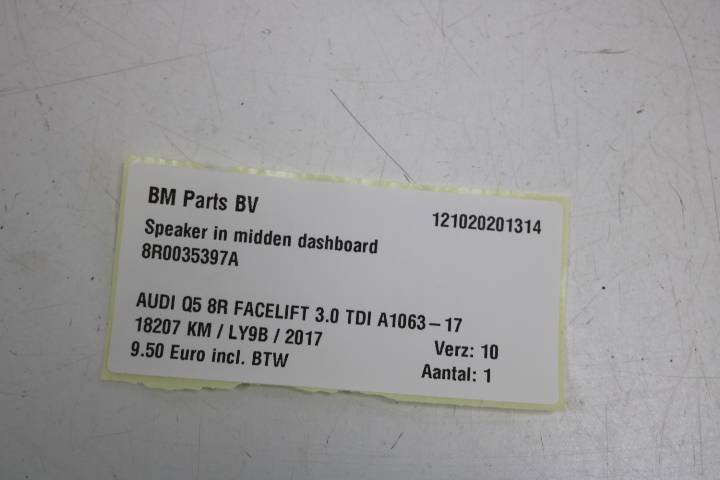 BM Parts BV
121020201314
Speaker in midden dashboard
8R0035397A
AUDI Q5 8R FACELIFT 3.0 TDI A1063-17
18207 KM / LY9B / 2017
Verz: 10
9.50 Euro incl. BTW
Aantal: 1